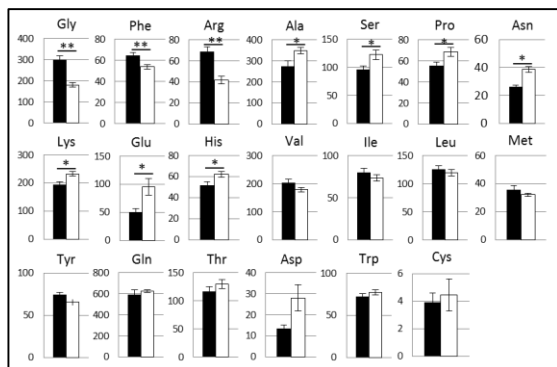 Gly Phe Arg Ala Ser Pro Asn
400 ** 80 ** 80 ** 400 * 150 * 80 * 60 *
300 60 60 300 100 60 40
200 40 40 200 40
100 20 20 100 50 20 20
0 0 0 0 0 0 0
Lys Glu His Val Ile Leu Met
300 * 150 * 80 * 300 100 150 60
200 100 60 200 100 40
100 50 40 100 50 50 20
20
0 0 0 0 0 0 0
Tyr Gln Thr Asp Trp Cys
100 800 150 40 100 6
600 30
50 400 100 20 50 4
200 50 10 2
0 0 0 0 0 0